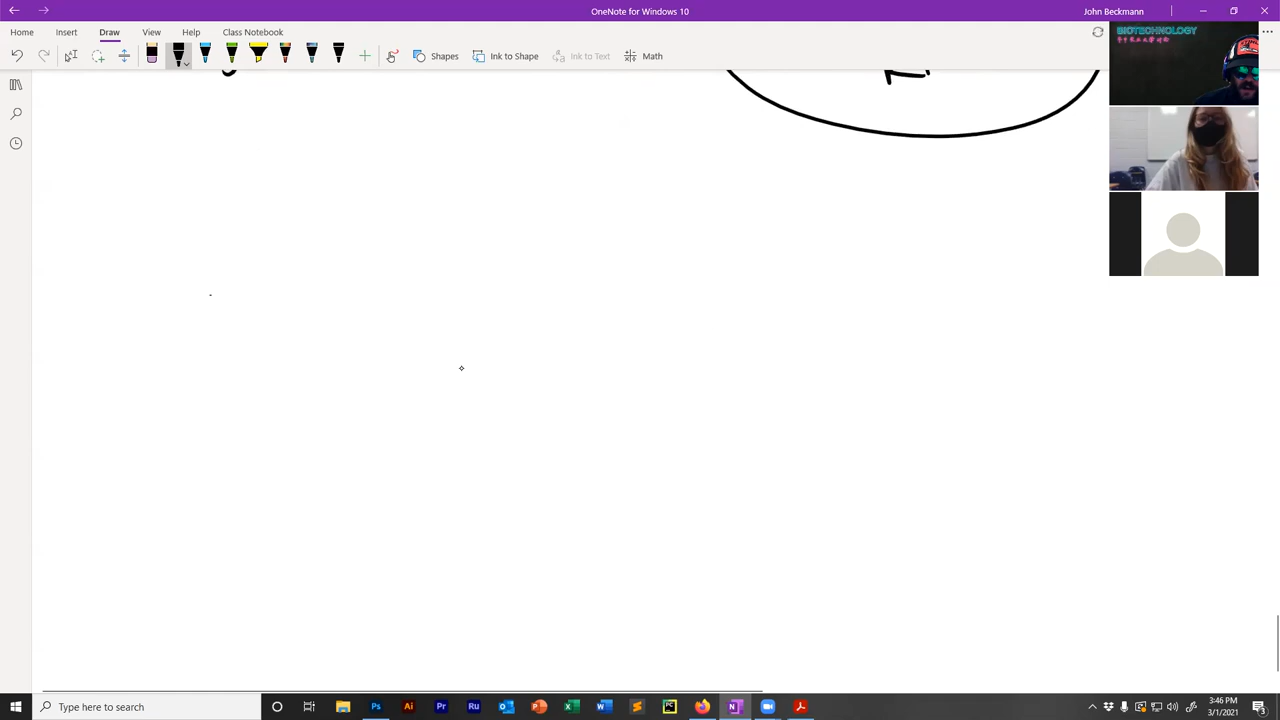 OneNote for Windows 10
John Beckmann
Home
Insert
Draw
View
Help
Class Notebook
Shapes
Ink to Shape
Ink to Text
Math
BIOTECHNOLOGY
Type here to search
3:46 PM
3/1/2021